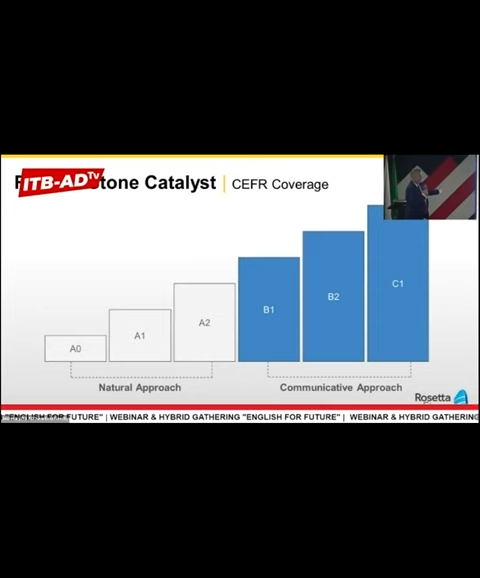 ITB-AD TV
tone Catalyst | CEFR Coverage
A0
A1
A2
B1
B2
C1
Natural Approach
Communicative Approach
Rosetta
"ENGLISH FOR FUTURE" | WEBINAR & HYBRID GATHERING "ENGLISH FOR FUTURE" | WEBINAR & HYBRID GATHERING